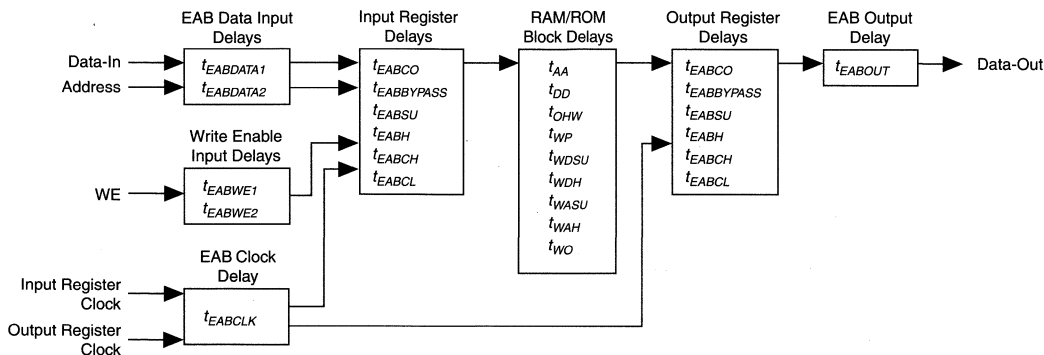 EAB Data Input
Delays
Input Register
Delays
RAM/ROM
Block Delays
Output Register
Delays
EAB Output
Delay
Data-In
Address
tEABDATA1
tEABDATA2
Write Enable
Input Delays
WE
tEABWE1
tEABWE2
EAB Clock
Delay
Input Register
Clock
Output Register
Clock
tEABCLK
tEABCO
tEABBYPASS
tEABSU
tEABH
tEABCH
tEABCL
tAA
tDD
tOHW
tWP
tWDSU
tWDH
tWASU
tWAH
tWO
tEABCO
tEABBYPASS
tEABSU
tEABH
tEABCH
tEABCL
tEABOUT
Data-Out